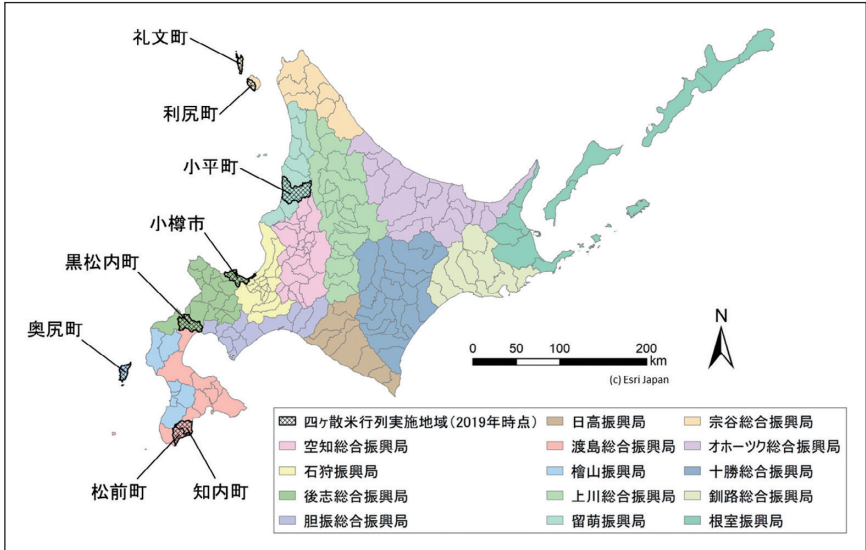 礼文町
利尻町
小平町
小樽市
黒松内町
奥尻町
松前町
知内町
N
0 50 100 200
km
(c) Esri Japan
四ヶ散米行列実施地域(2019年時点)
空知総合振興局
石狩振興局
後志総合振興局
胆振総合振興局
日高振興局
渡島総合振興局
檜山振興局
上川総合振興局
留萌振興局
宗谷総合振興局
オホーツク総合振興局
十勝総合振興局
釧路総合振興局
根室振興局